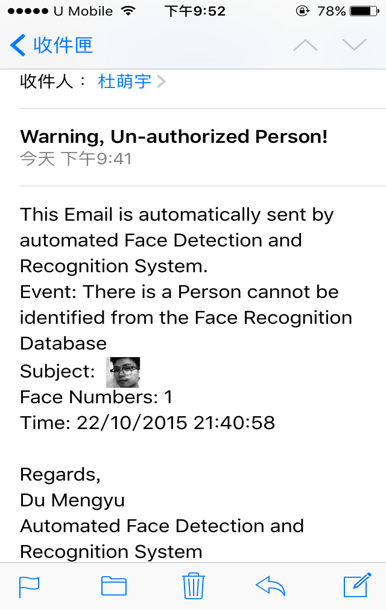 U Mobile 下午9:52 78%
收件匣
收件人： 杜萌宇
Warning, Un-authorized Person!
今天 下午9:41
This Email is automatically sent by
automated Face Detection and
Recognition System.
Event: There is a Person cannot be
identified from the Face Recognition
Database
Subject:
Face Numbers: 1
Time: 22/10/2015 21:40:58
Regards,
Du Mengyu
Automated Face Detection and
Recognition System